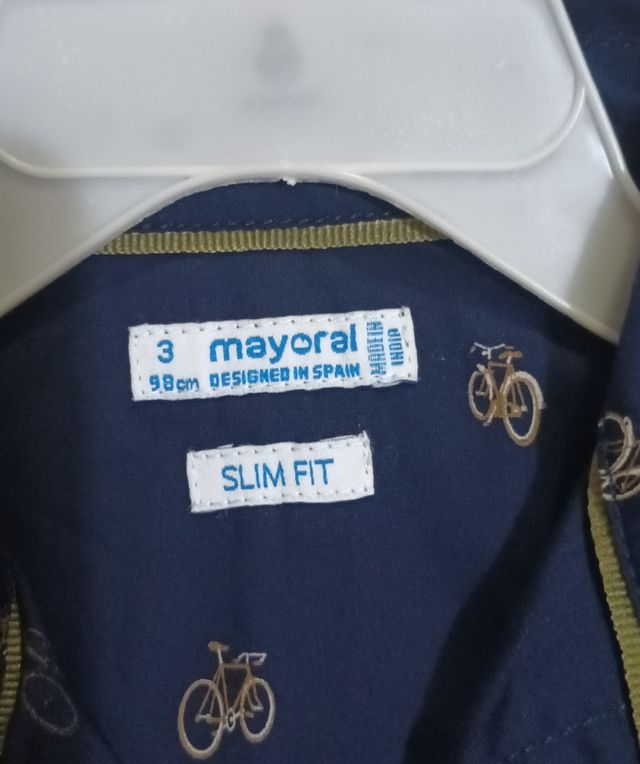 3 mayoral
98cm DESIGNED IN SPAIN
MADE IN
INDIA
SLIM FIT